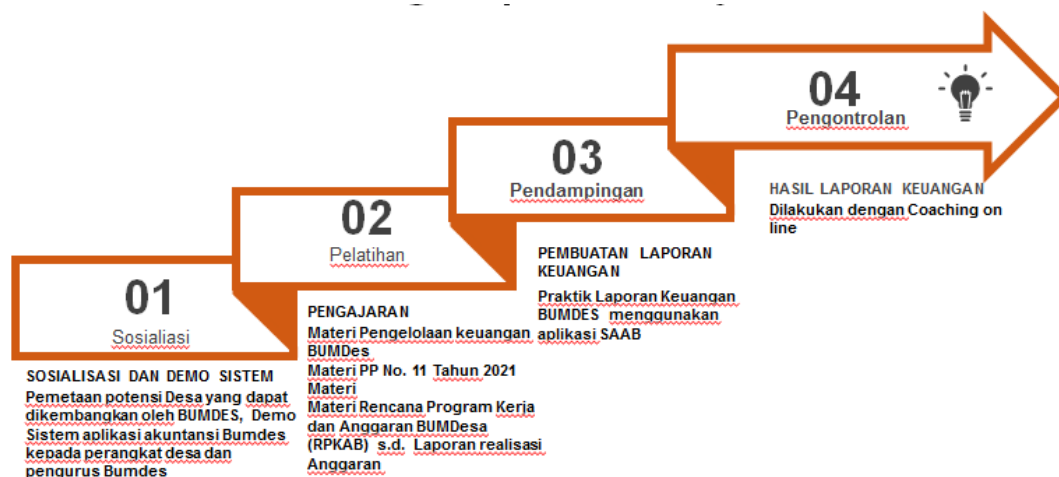 01
Sosialiasi
SOSIALISASI DAN DEMO SISTEM
Pemetaan potensi Desa yang dapat
dikembangkan oleh BUMDES, Demo
Sistem aplikasi akuntansi Bumdes
kepada perangkat desa dan
pengurus Bumdes
02
Pelatihan
PENGAJARAN
Materi Pengelolaan keuangan
BUMDes
Materi PP No. 11 Tahun 2021
Materi
Materi Rencana Program Kerja
dan Anggaran BUMDesa
(RPKAB) s.d. Laporan realisasi
Anggaran
03
Pendampingan
PEMBUATAN LAPORAN
KEUANGAN
Praktik Laporan Keuangan
BUMDES menggunakan
aplikasi SAAB
04
Pengontrolan
HASIL LAPORAN KEUANGAN
Dilakukan dengan Coaching on
line